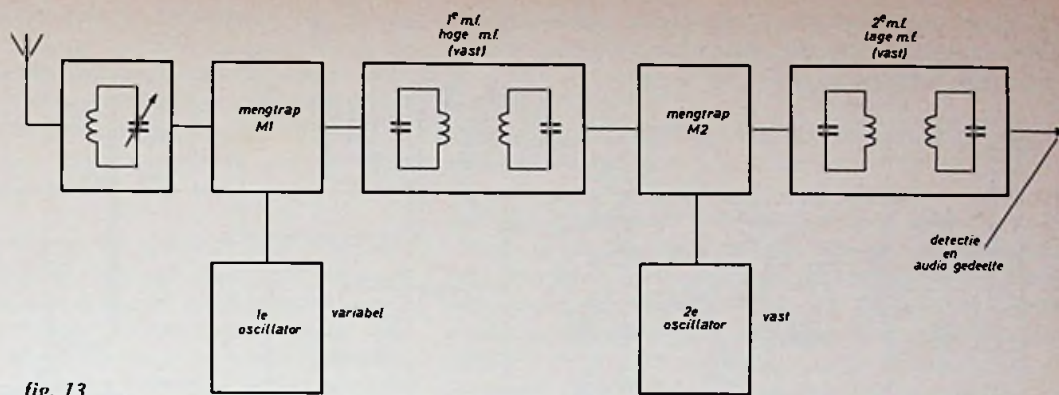 1e m.f.
hoge m.f.
(vast)
2e m.f.
lage m.f.
(vast)
mengtrap
M1
mengtrap
M2
detectie
en
audio gedeelte
1e
oscillator
variabel
2e
oscillator
vast
fig. 13